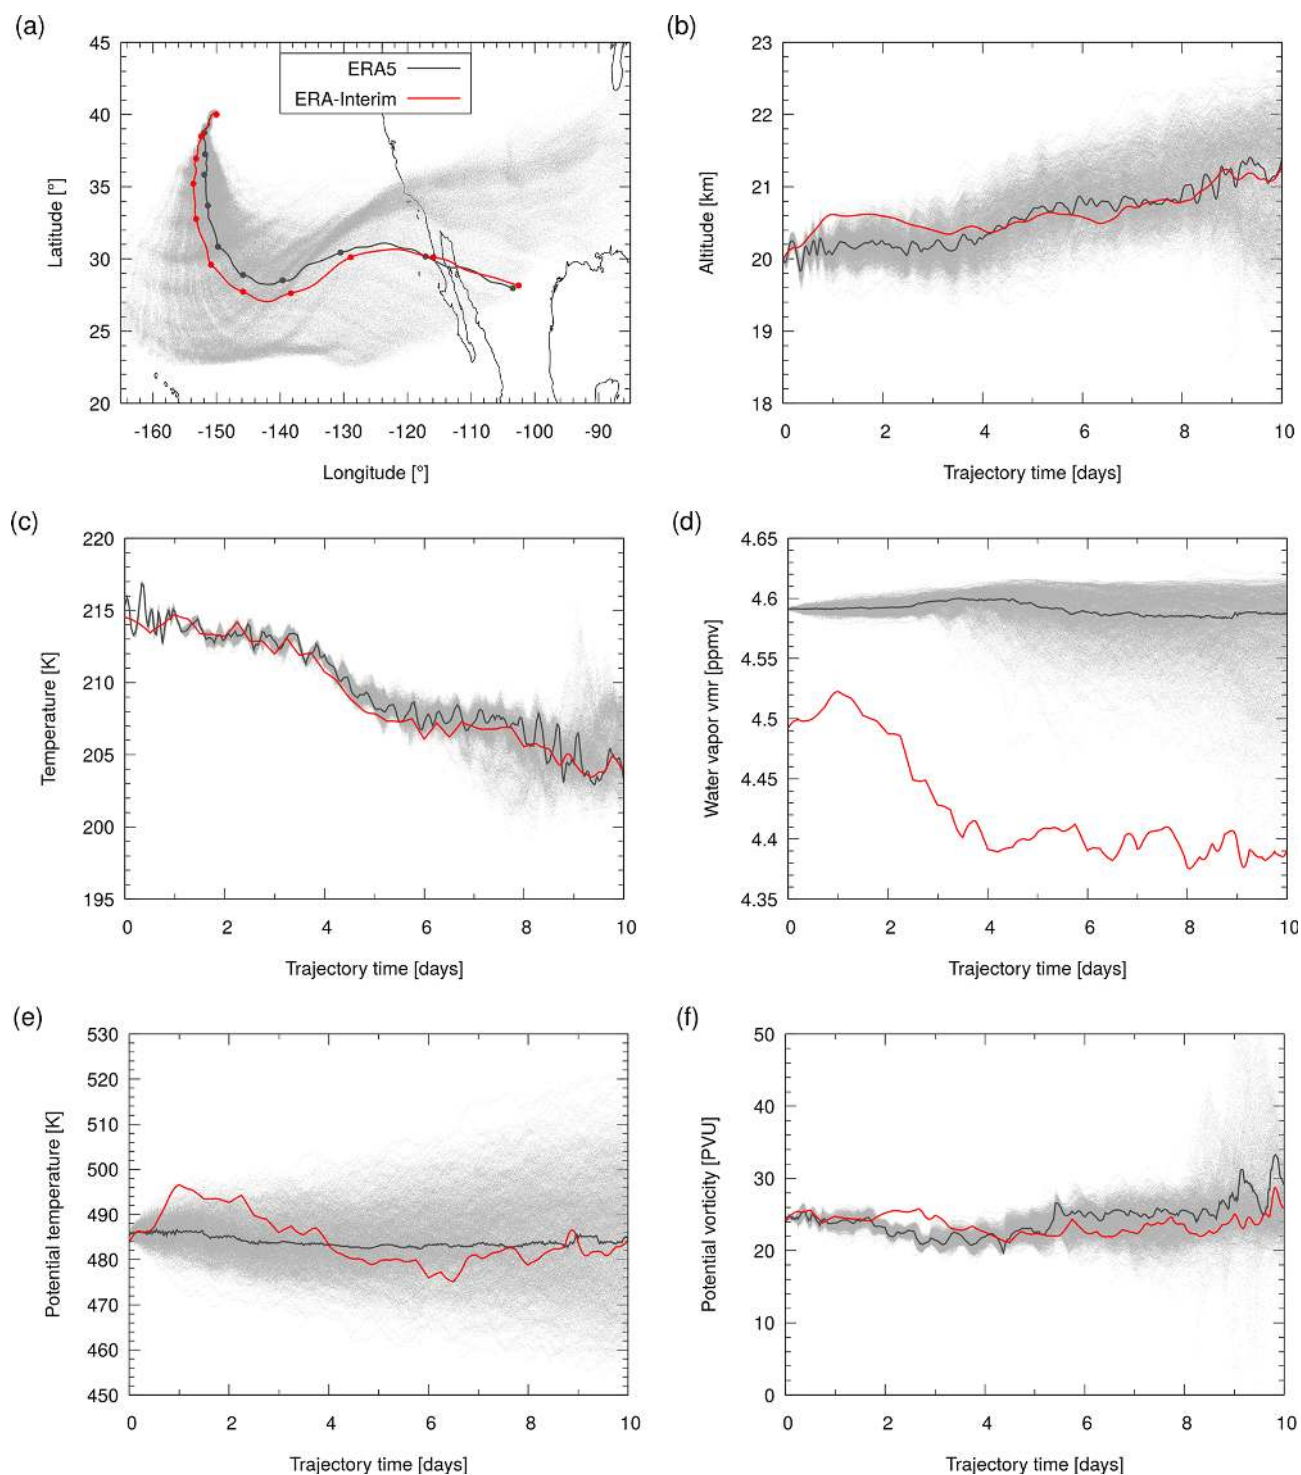 (a)
45
40
35
30
25
20
Latitude [°]
ERA5
ERA-Interim
-160 -150 -140 -130 -120 -110 -100 -90
Longitude [°]
(b)
23
22
21
20
19
18
Altitude [km]
0 2 4 6 8 10
Trajectory time [days]
(c)
220
215
210
205
200
195
Temperature [K]
0 2 4 6 8 10
Trajectory time [days]
(d)
4.65
4.6
4.55
4.5
4.45
4.4
4.35
Water vapor vmr [ppmv]
0 2 4 6 8 10
Trajectory time [days]
(e)
530
520
510
500
490
480
470
460
450
Potential temperature [K]
0 2 4 6 8 10
Trajectory time [days]
(f)
50
40
30
20
10
0
Potential vorticity [PVU]
0 2 4 6 8 10
Trajectory time [days]